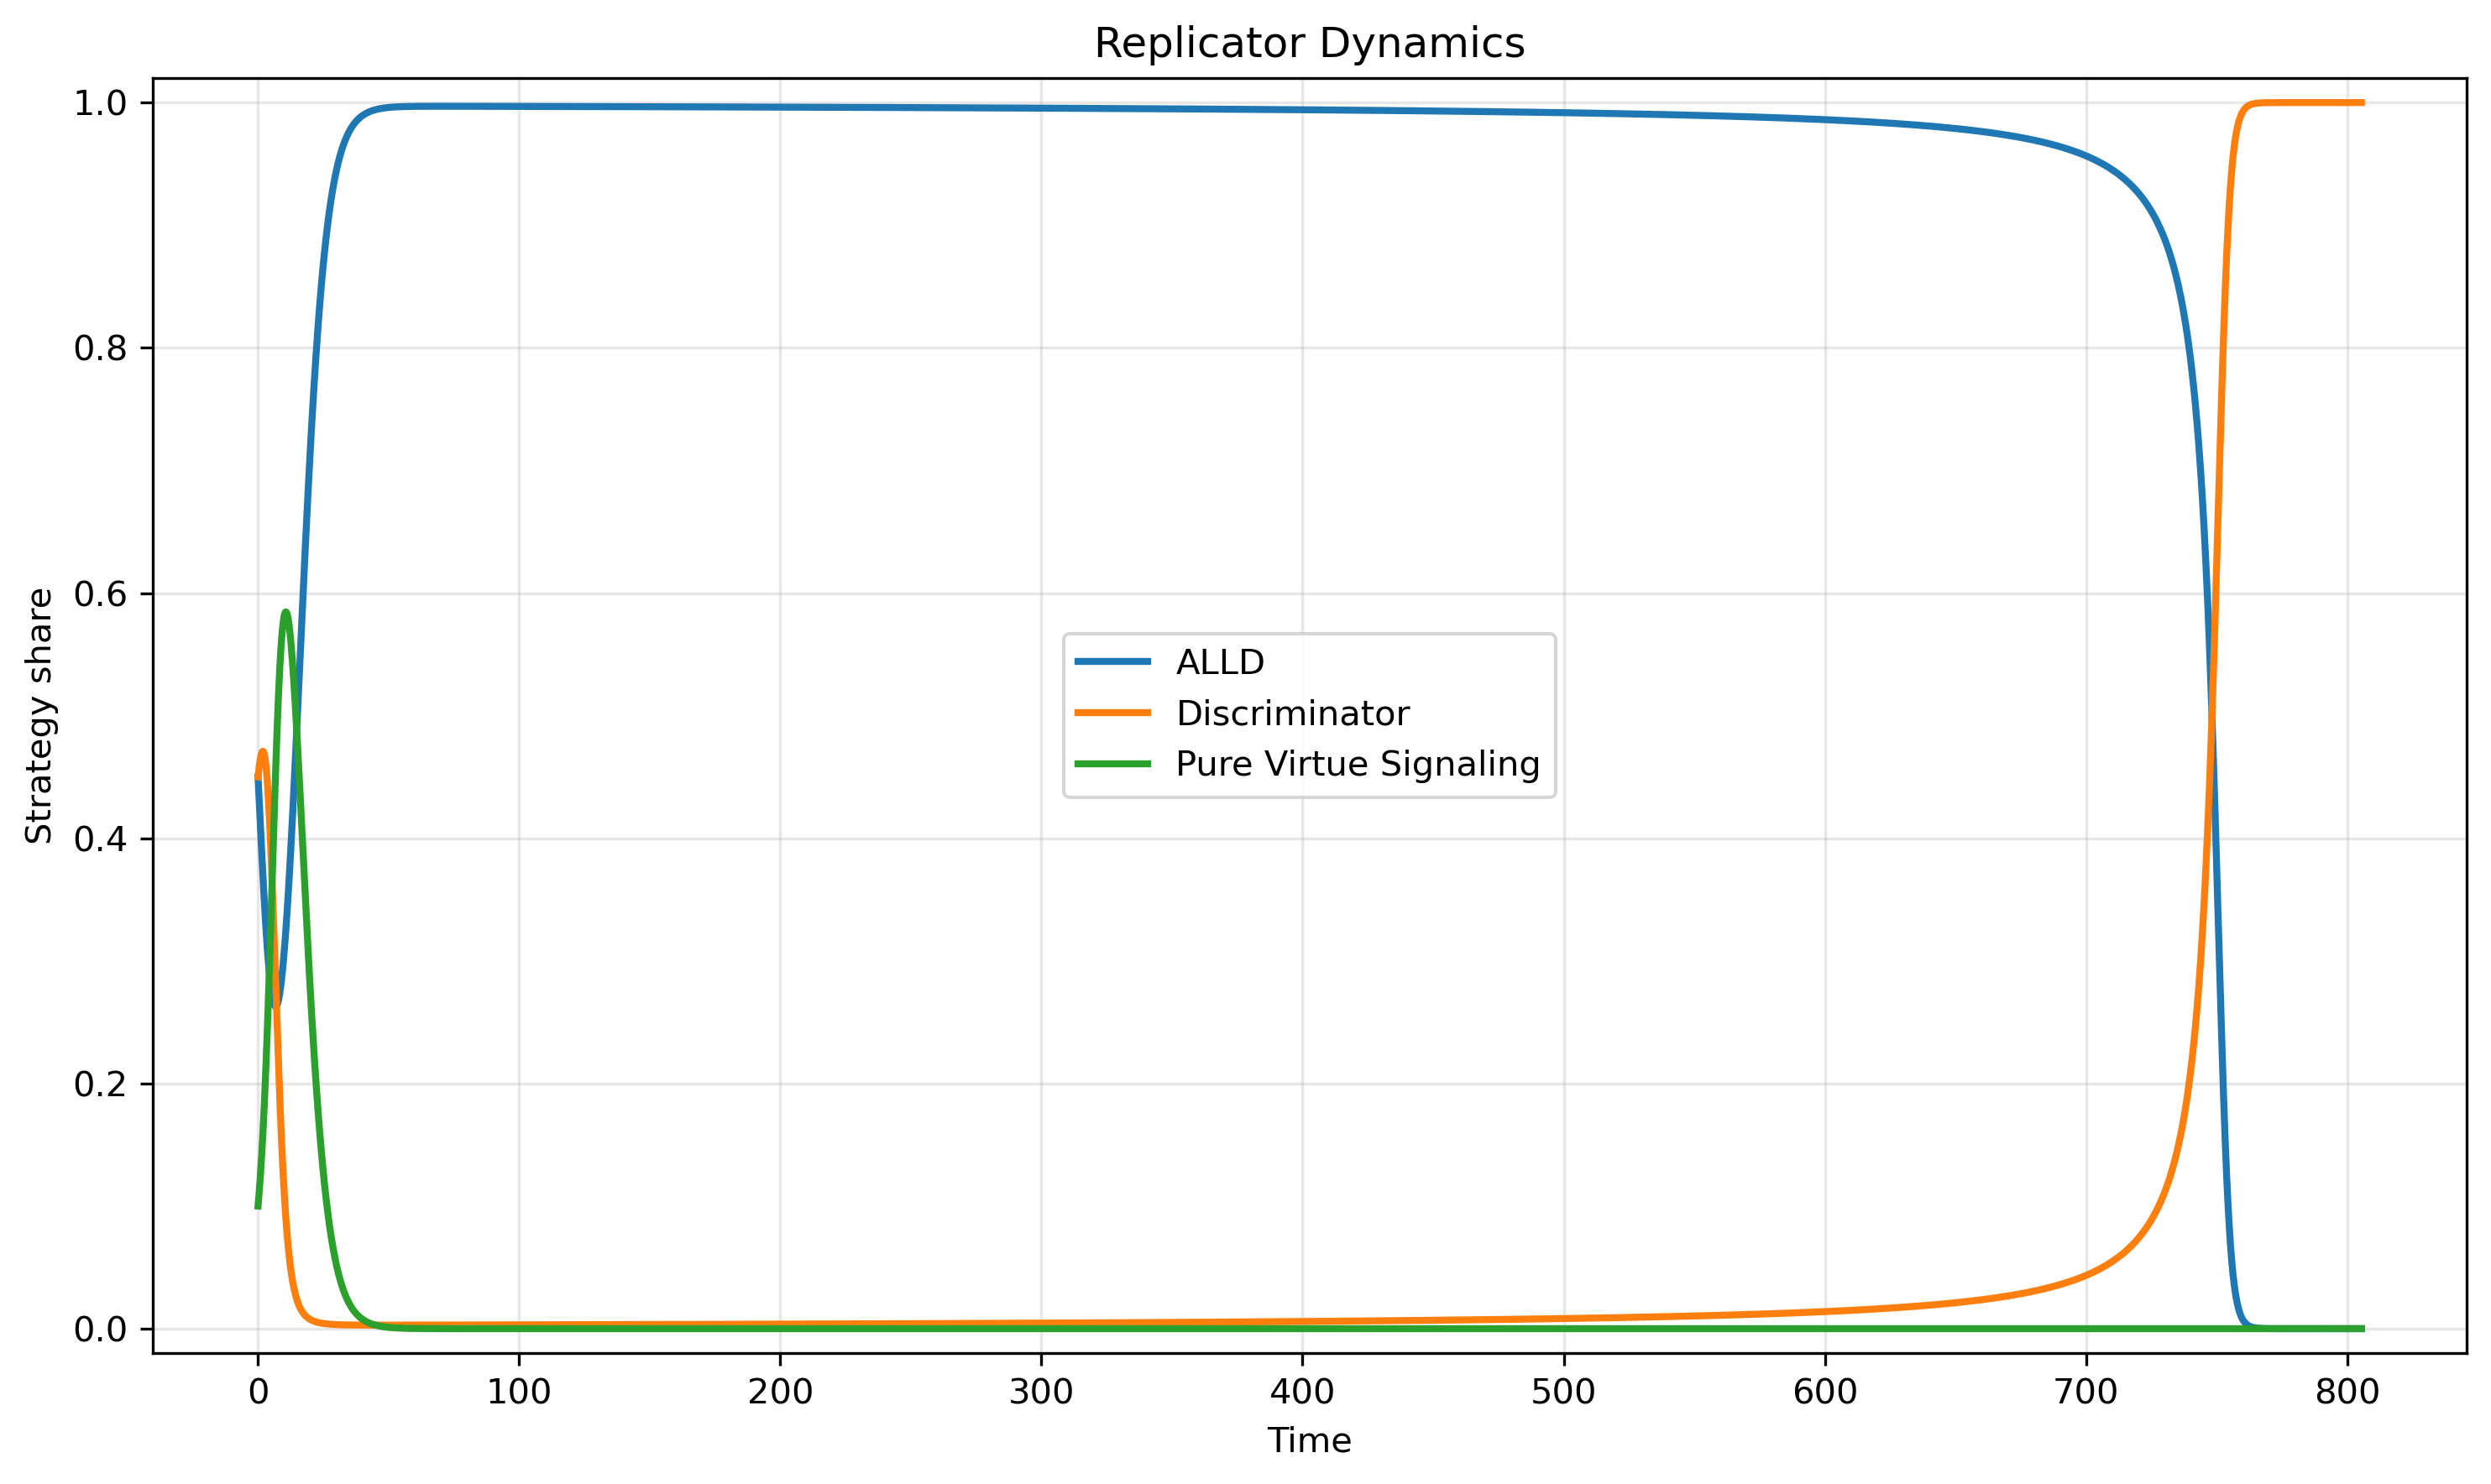 Replicator Dynamics
1.0
0.8
0.6
0.4
0.2
0.0
Strategy share
ALLD
Discriminator
Pure Virtue Signaling
0 100 200 300 400 500 600 700 800
Time